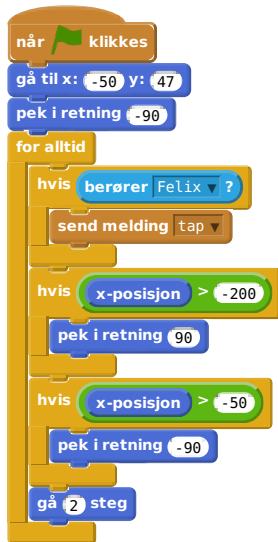 når klikkes
gå til x: -50 y: 47
pek i retning -90
for alltid
hvis berører Felix ?
send melding tap
hvis x-posisjon > -200
pek i retning 90
hvis x-posisjon > -50
pek i retning -90
gå 2 steg